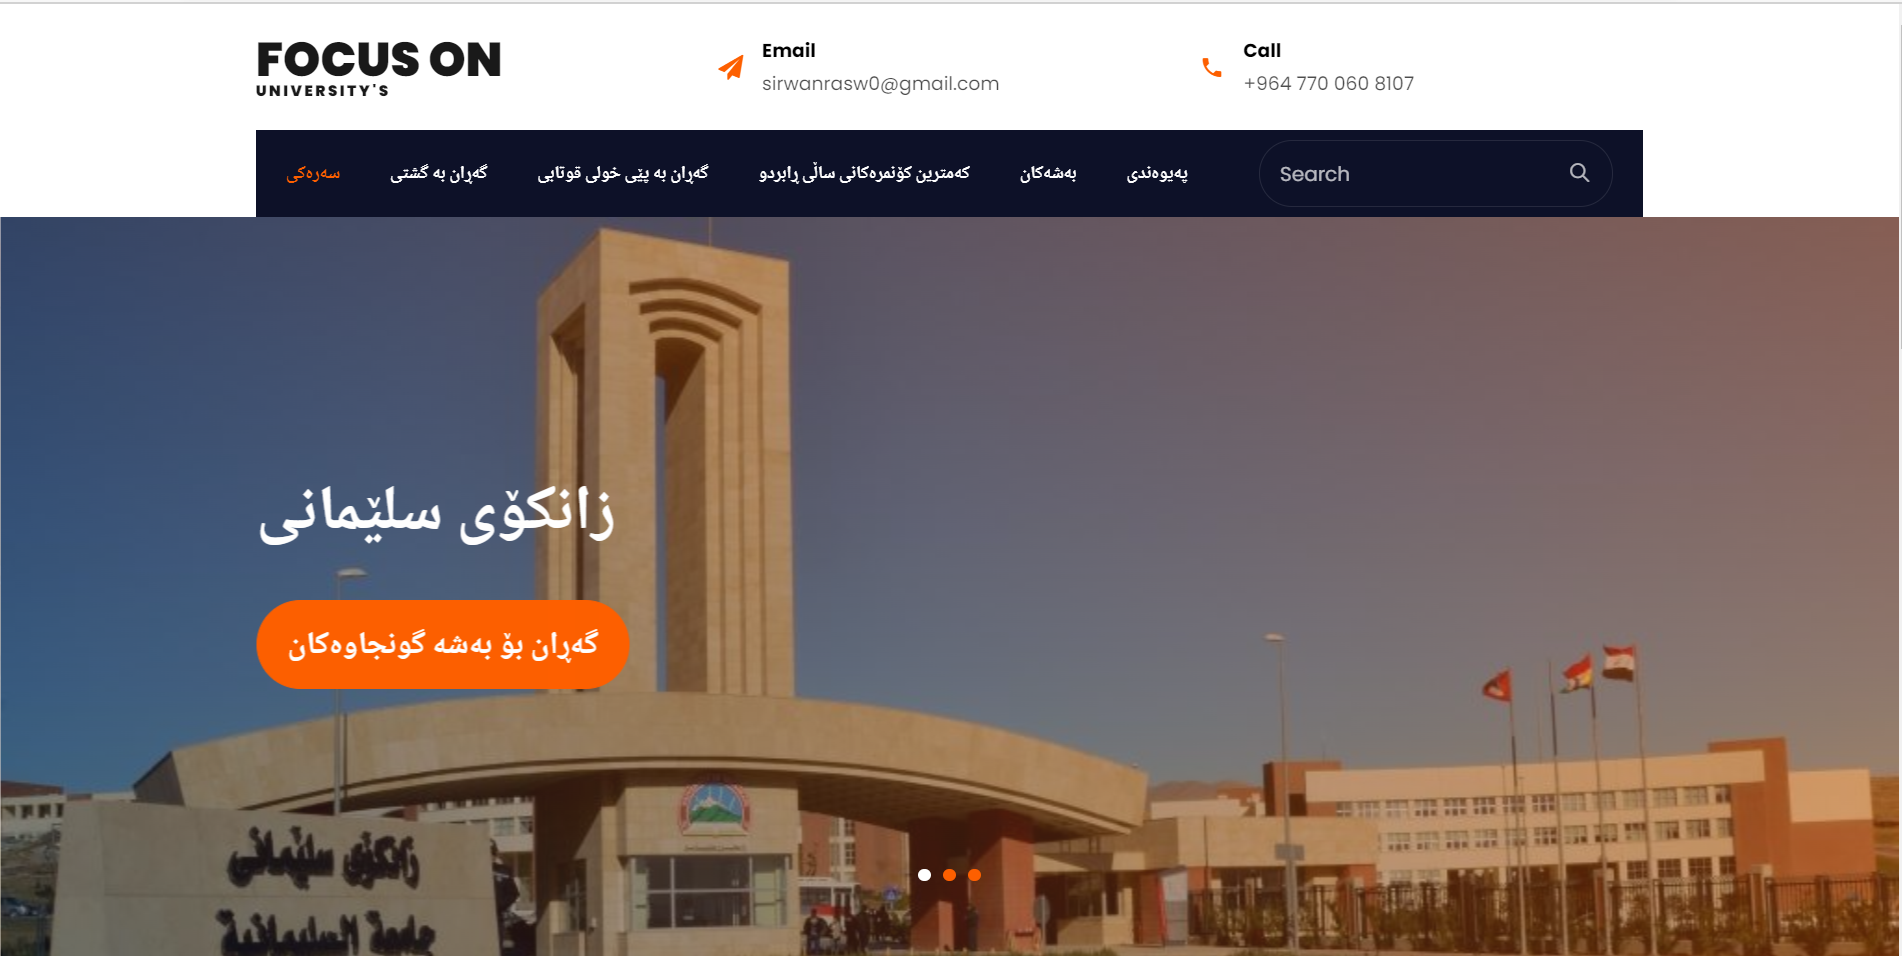 FOCUS ON
UNIVERSITY'S
Email
sirwanrasw0@gmail.com
Call
+964 770 060 8107
سەرەکی
گەڕان بە گشتی
گەڕان بە پێی خولی قوتابی
کەمترین کۆنمرەکانی ساڵی ڕابردو
بەشەکان
پەیوەندی
Search
زانکۆی سلێمانی
گەڕان بۆ بەشە گونجاوەکان
زانكۆی سلێمانی
جامعة السليمانية